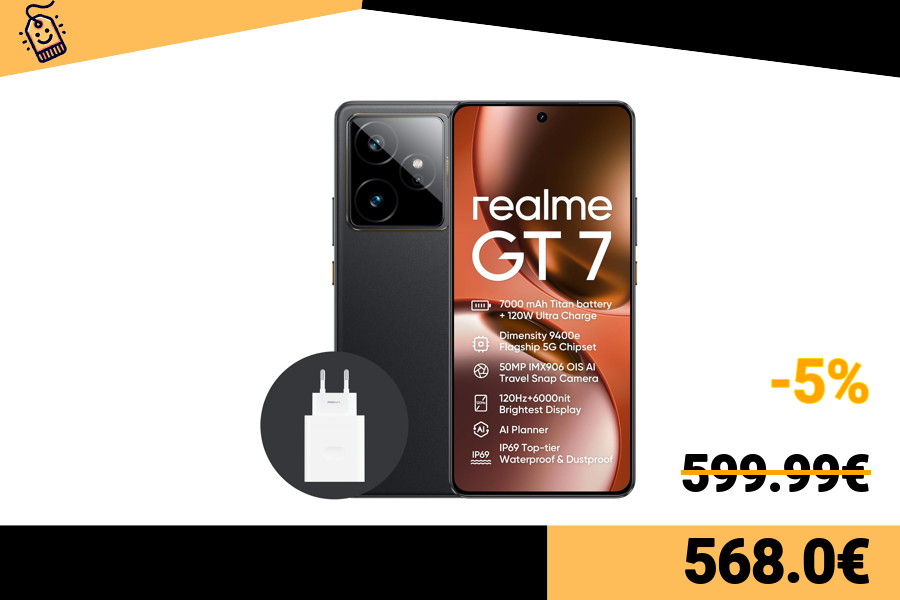 realme
GT 7
7000 mAh Titan battery
+ 120W Ultra Charge
Dimensity 9400e
Flagship 5G Chipset
50MP IMX906 OIS AI
Travel Snap Camera
120Hz+6000nit
Brightest Display
AI
AI Planner
IP69
IP69 Top-tier
Waterproof & Dustproof
-5%
599.99€
568.0€